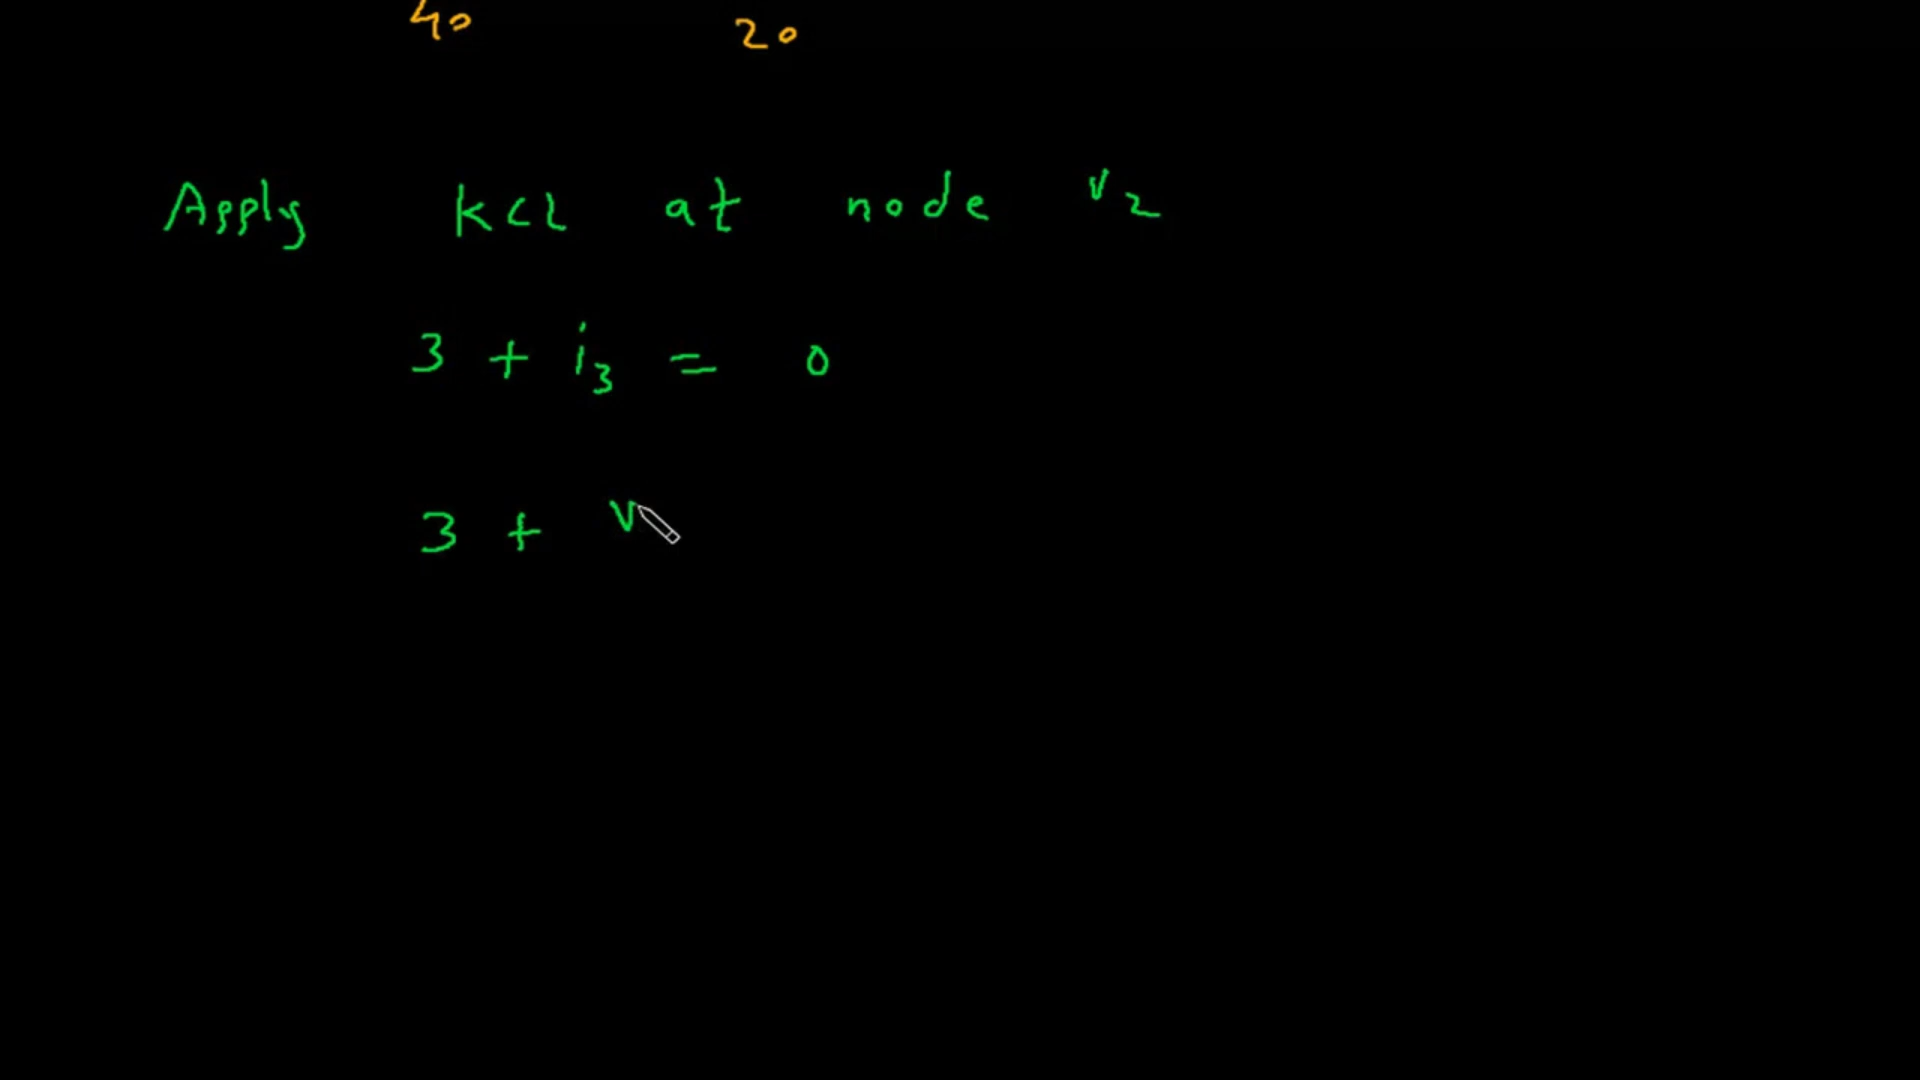 40 20
Apply KCL at node v2
3 + i3 = 0
3 + v